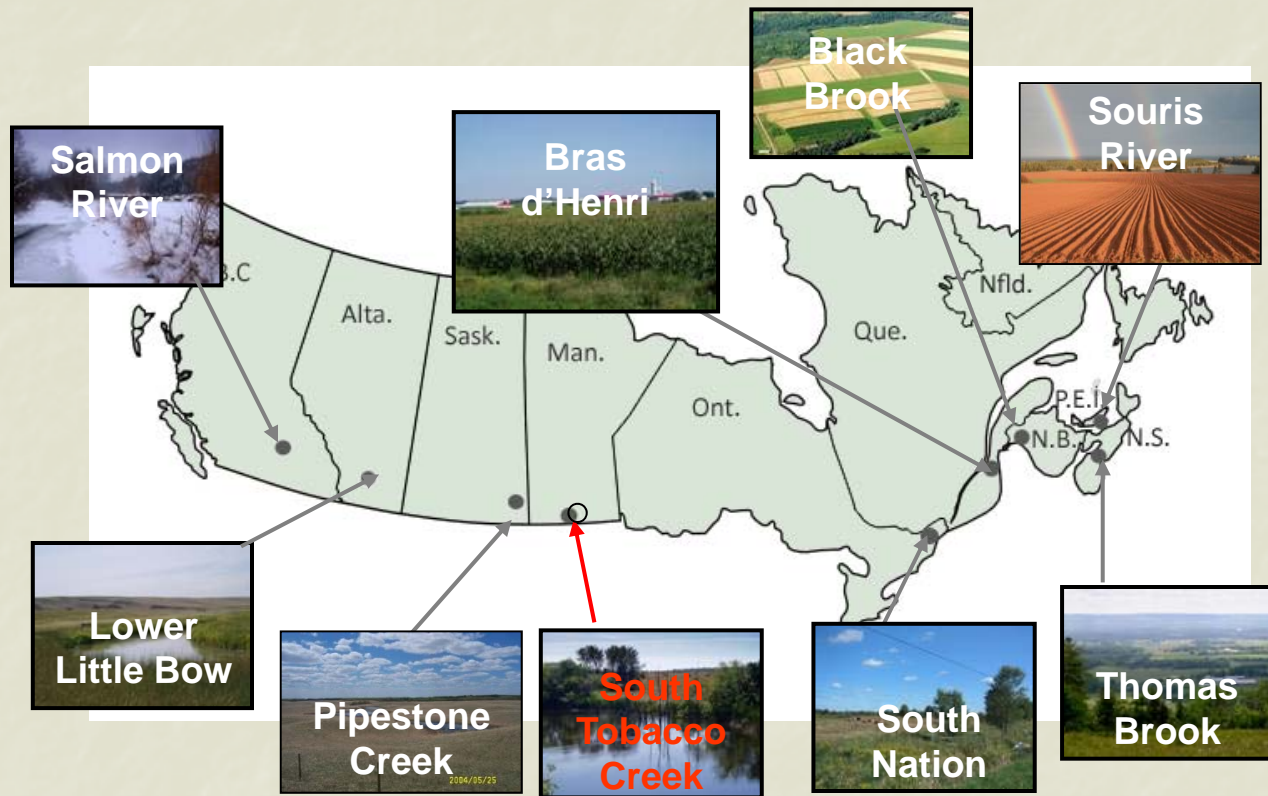 Black
Brook
Souris
River
Salmon
River
Bras
d’Henri
B.C
Alta.
Sask.
Man.
Ont.
Que.
Nfld.
P.E.I.
N.B.
N.S.
Lower
Little Bow
Pipestone
Creek
2004/05/25
South
Tobacco
Creek
South
Nation
Thomas
Brook